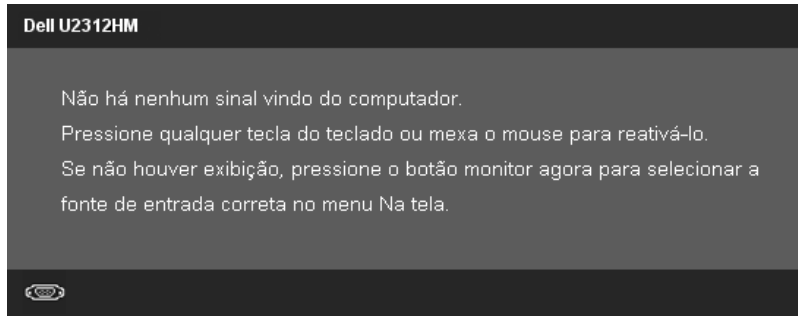 Dell U2312HM
Não há nenhum sinal vindo do computador.
Pressione qualquer tecla do teclado ou mexa o mouse para reativá-lo.
Se não houver exibição, pressione o botão monitor agora para selecionar a
fonte de entrada correta no menu Na tela.